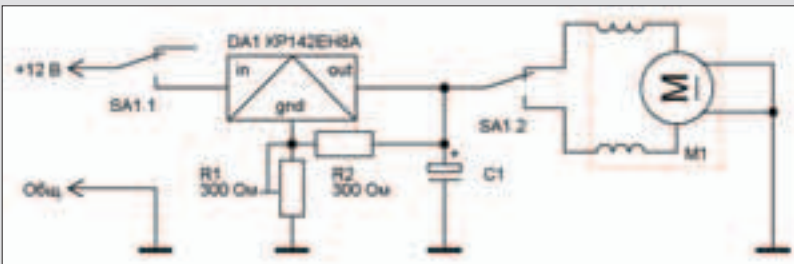 DA1 КР142ЕН8А
+12 В
in
out
gnd
SA1.1
SA1.2
M
M1
R1
300 Ом
R2
300 Ом
C1
+
Общ